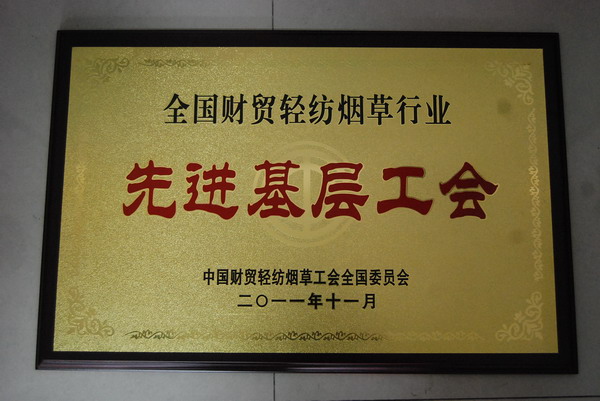 全国财贸轻纺烟草行业
先进基层工会
中国财贸轻纺烟草工会全国委员会
二〇一一年十一月